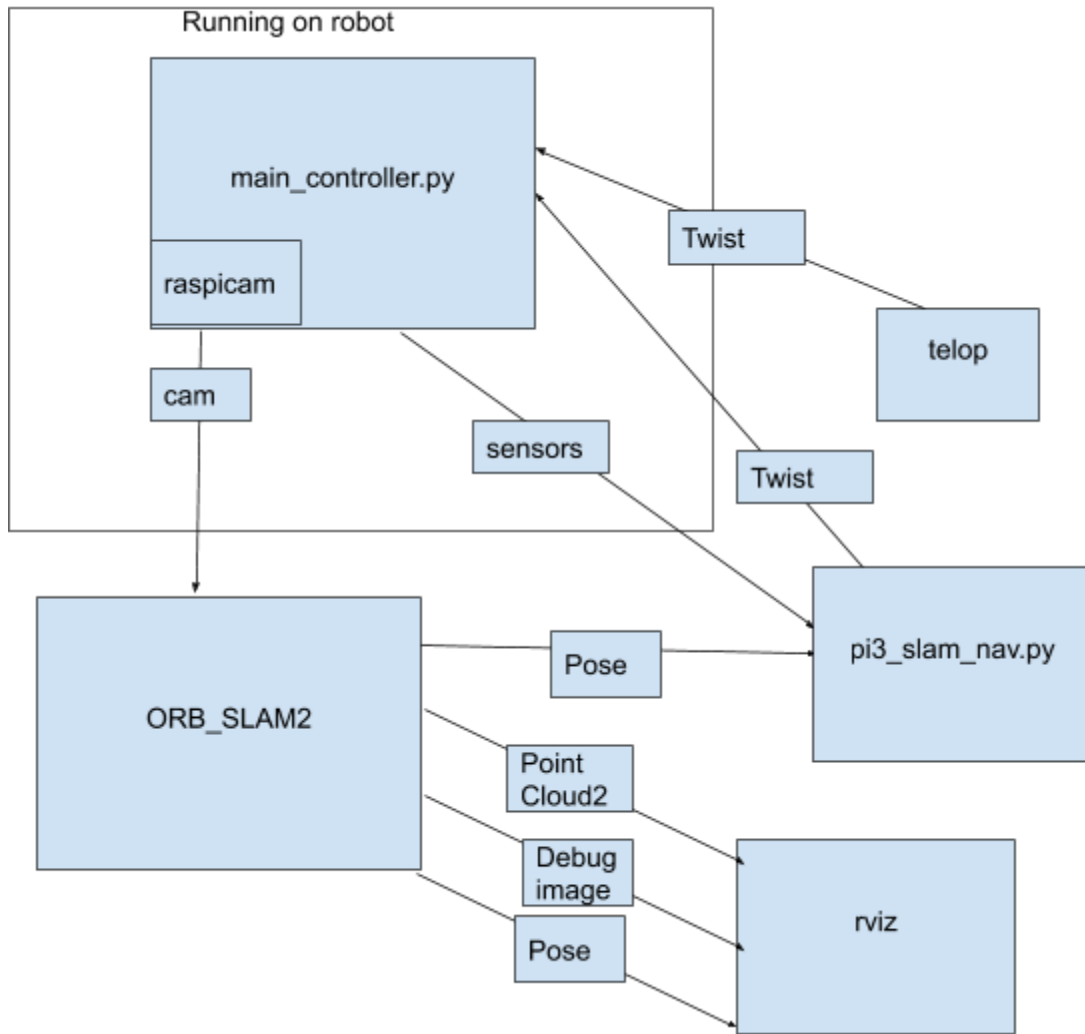 Running on robot
main_controller.py
raspicam
Twist
telop
cam
sensors
Twist
pi3_slam_nav.py
Pose
ORB_SLAM2
Point
Cloud2
Debug
image
Pose
rviz